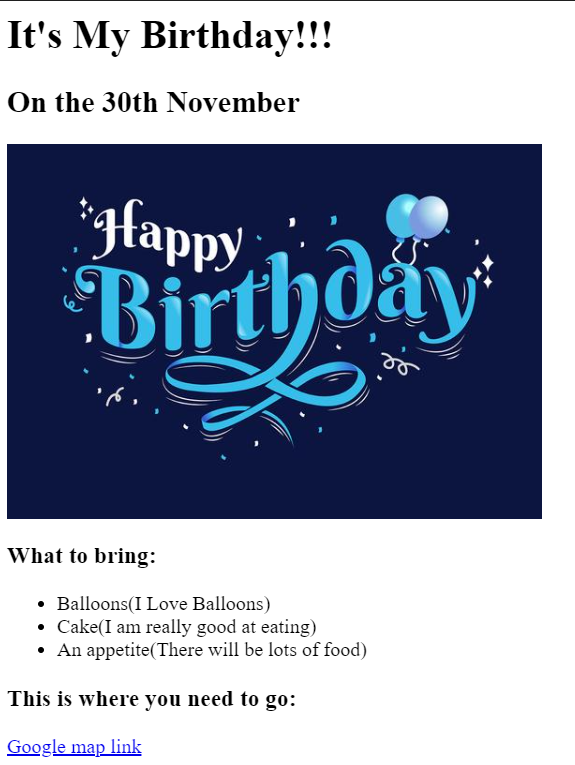 It's My Birthday!!!
On the 30th November
Happy
Birthday
What to bring:
Balloons(I Love Balloons)
Cake(I am really good at eating)
An appetite(There will be lots of food)
This is where you need to go:
Google map link